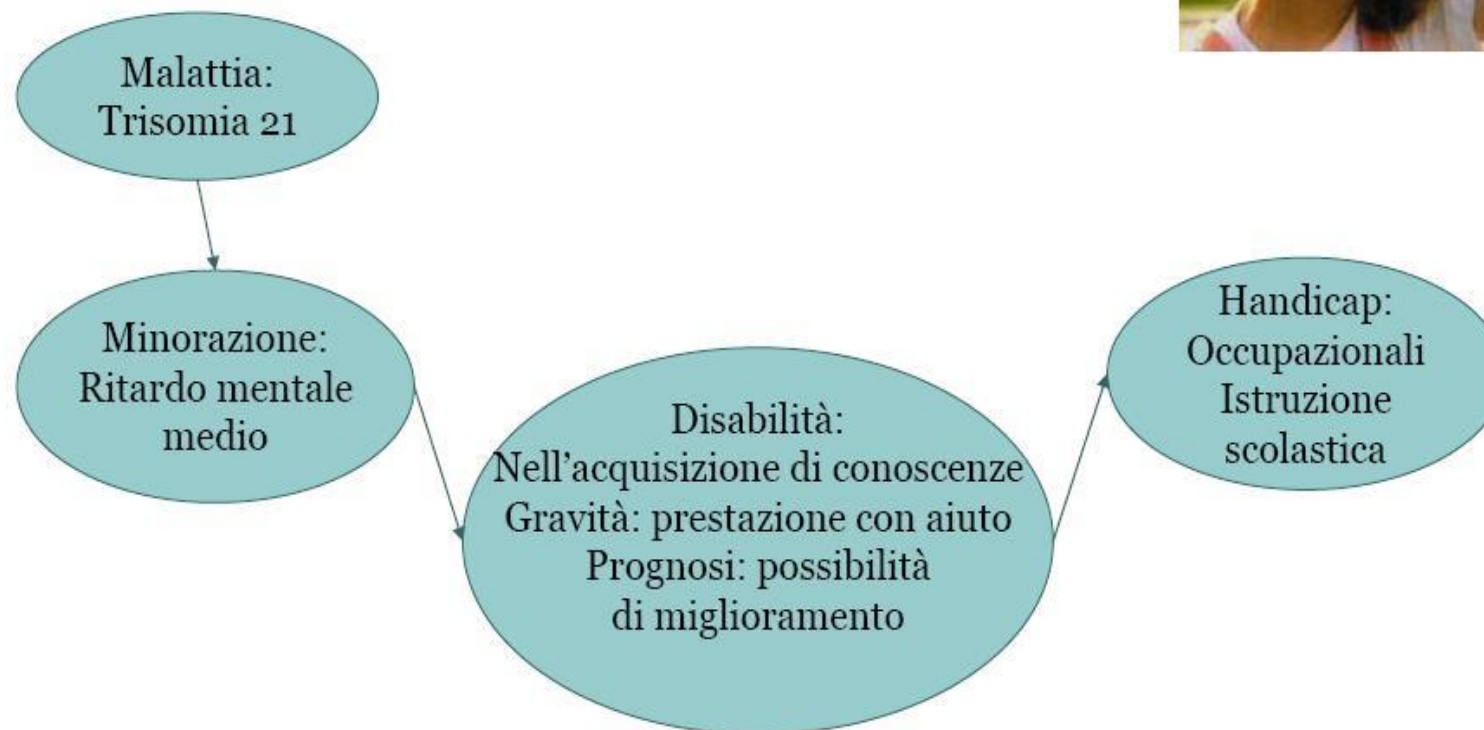 Malattia:
Trisomia 21
Minorazione:
Ritardo mentale
medio
Disabilità:
Nell’acquisizione di conoscenze
Gravità: prestazione con aiuto
Prognosi: possibilità
di miglioramento
Handicap:
Occupazionali
Istruzione
scolastica